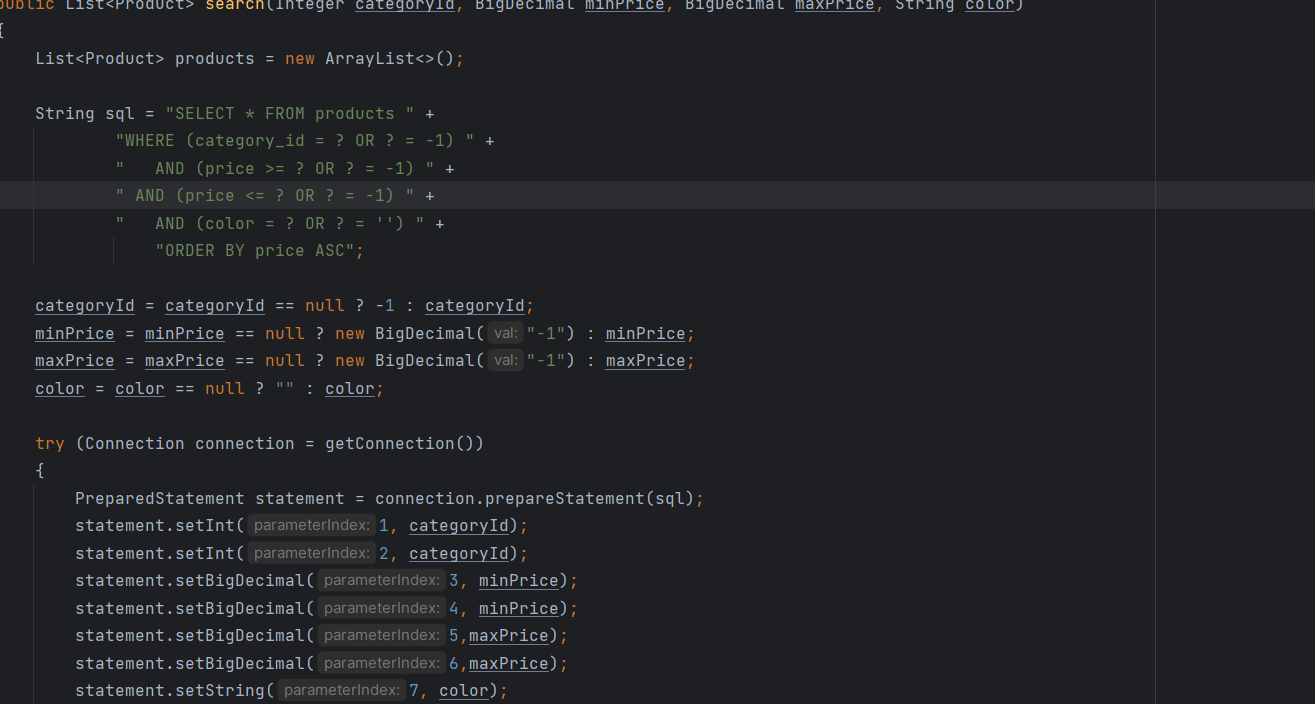 public List<Product> search(Integer categoryId, BigDecimal minPrice, BigDecimal maxPrice, String color)
{
    List<Product> products = new ArrayList<>();

    String sql = "SELECT * FROM products " +
            "WHERE (category_id = ? OR ? = -1) " +
            "   AND (price >= ? OR ? = -1) " +
            " AND (price <= ? OR ? = -1) " +
            "   AND (color = ? OR ? = '') " +
                "ORDER BY price ASC";

    categoryId = categoryId == null ? -1 : categoryId;
    minPrice = minPrice == null ? new BigDecimal( val: "-1") : minPrice;
    maxPrice = maxPrice == null ? new BigDecimal( val: "-1") : maxPrice;
    color = color == null ? "" : color;

    try (Connection connection = getConnection())
    {
        PreparedStatement statement = connection.prepareStatement(sql);
        statement.setInt( parameterIndex: 1, categoryId);
        statement.setInt( parameterIndex: 2, categoryId);
        statement.setBigDecimal( parameterIndex: 3, minPrice);
        statement.setBigDecimal( parameterIndex: 4, minPrice);
        statement.setBigDecimal( parameterIndex: 5,maxPrice);
        statement.setBigDecimal( parameterIndex: 6,maxPrice);
        statement.setString( parameterIndex: 7, color);